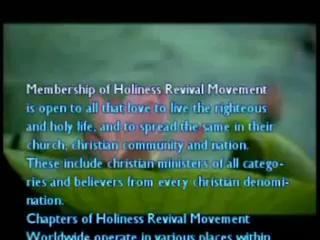 Membership of Holiness Revival Movement
is open to all that love to live the righteous
and holy life, and to spread the same in their
church, christian community and nation.
These include christian ministers of all catego-
ries and believers from every christian denomi-
nation.
Chapters of Holiness Revival Movement
Worldwide operate in various places within